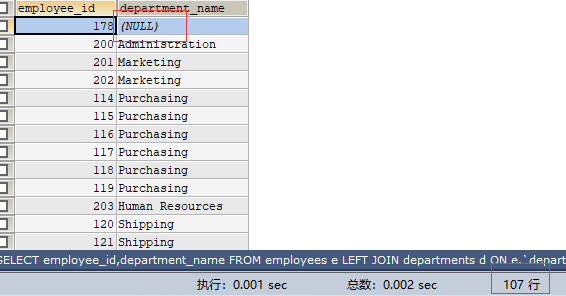 employee_id department_name
178 (NULL)
200 Administration
201 Marketing
202 Marketing
114 Purchasing
115 Purchasing
116 Purchasing
117 Purchasing
118 Purchasing
119 Purchasing
203 Human Resources
120 Shipping
121 Shipping
SELECT employee_id,department_name FROM employees e LEFT JOIN departments d ON e.`depart
执行: 0.001 sec 总数: 0.002 sec 107 行